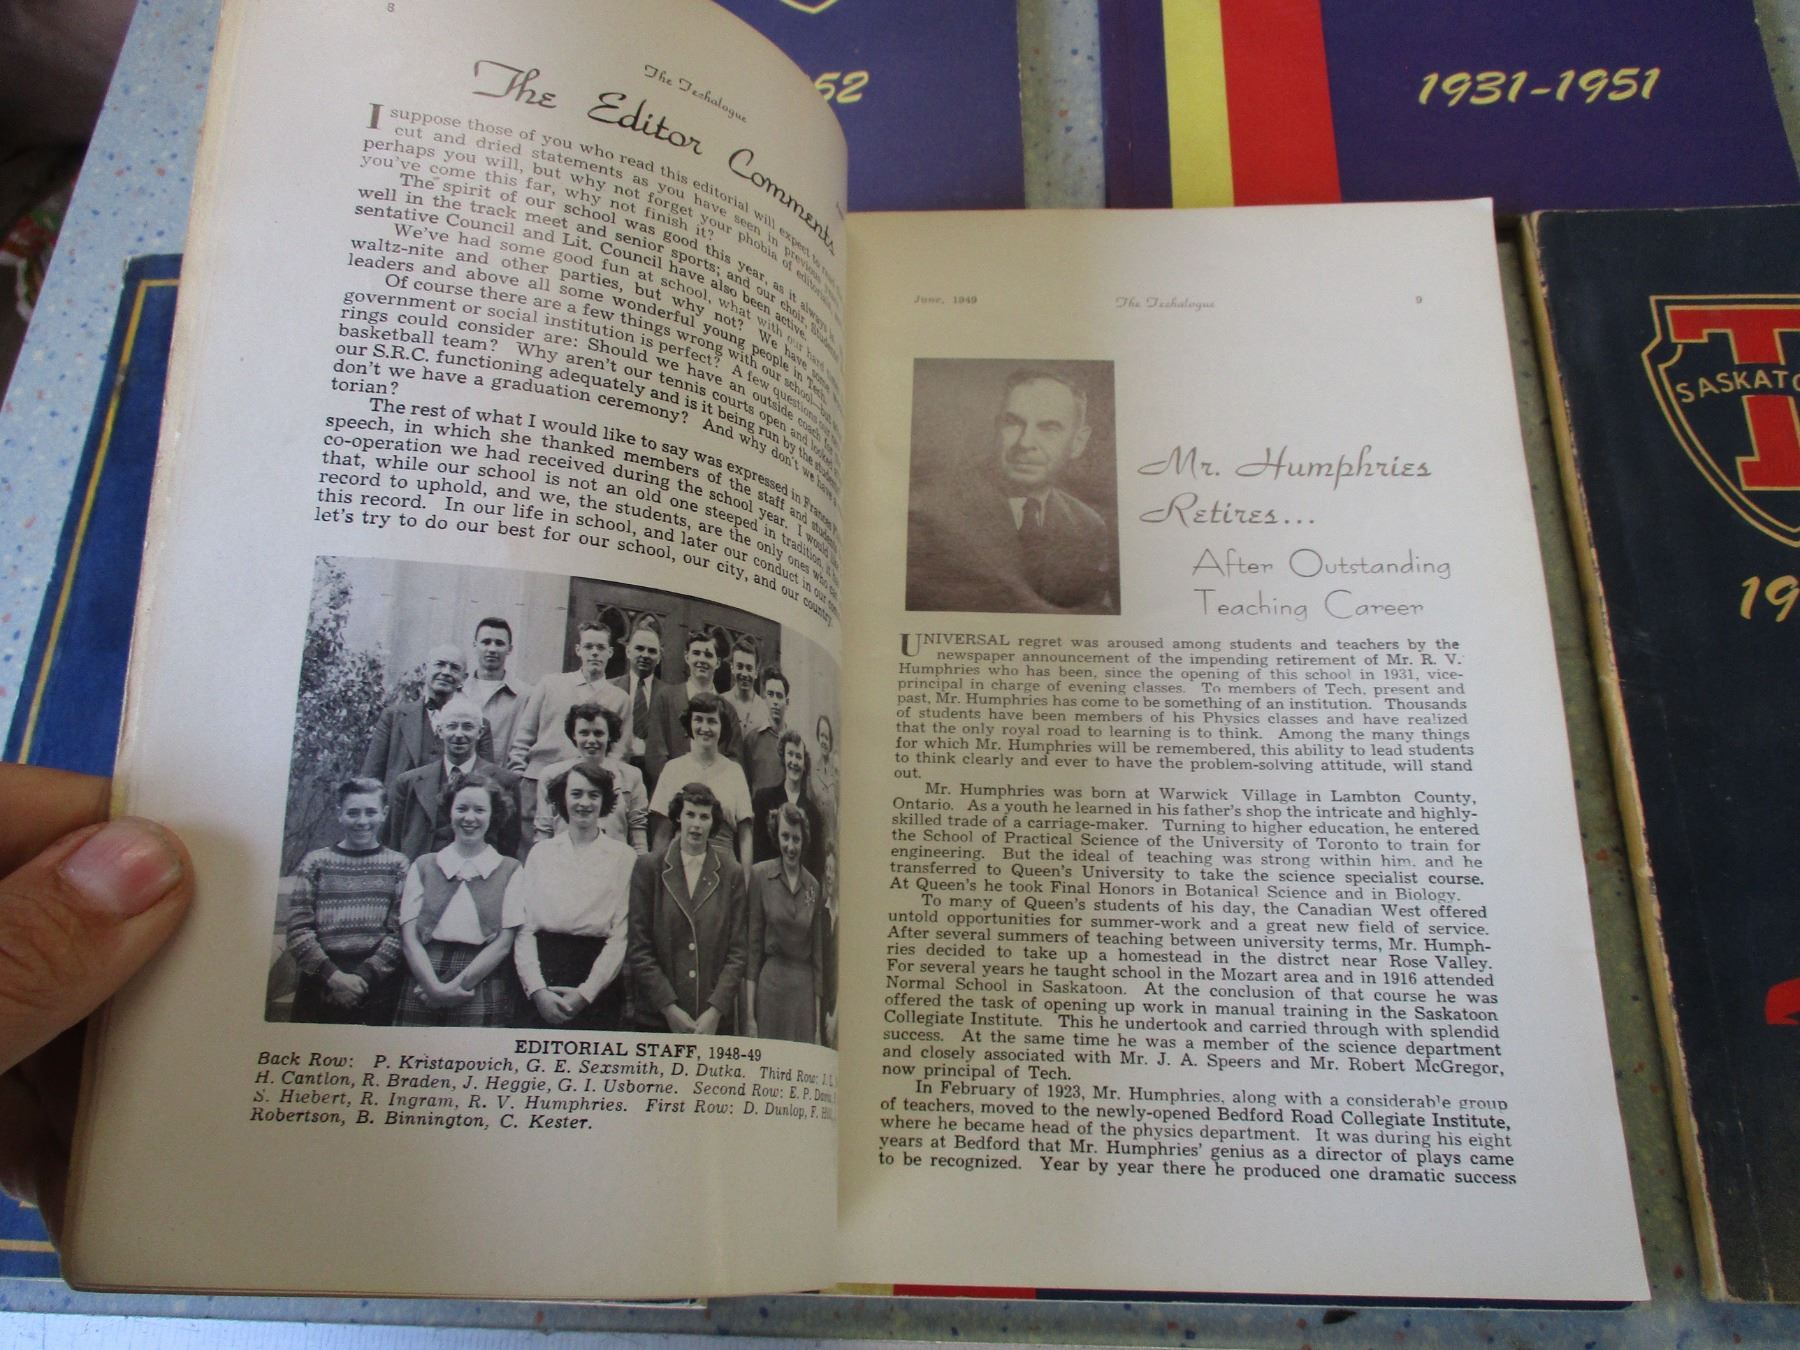 8
The Techalogue
The Editor Comments
I suppose those of you who read this editorial will expect to read
cut and dried statements as you have seen in previous
perhaps you will, but why not forget your phobia of editorials
you've come this far, why not finish it?
The spirit of our school was good this year, as it always is.
well in the track meet and senior sports; and our choir, Student
sentative Council and Lit. Council have also been active.
We've had some good fun at school, what with our hard times
waltz-nite and other parties, but why not? We have some
leaders and above all some wonderful young people in Tech.
Of course there are a few things wrong with our school—but
government or social institution is perfect? A few questions our
rings could consider are: Should we have an outside coach for
basketball team? Why aren't our tennis courts open and looked
our S.R.C. functioning adequately and is it being run by the students
don't we have a graduation ceremony? And why don't we have a
torian?
The rest of what I would like to say was expressed in Frances
speech, in which she thanked members of the staff and students
co-operation we had received during the school year. I would
that, while our school is not an old one steeped in tradition, it has
record to uphold, and we, the students, are the only ones who can
this record. In our life in school, and later our conduct in our
let's try to do our best for our school, our city, and our country.
EDITORIAL STAFF, 1948-49
Back Row: P. Kristapovich, G. E. Sexsmith, D. Dutka. Third Row: J. L.
H. Cantlon, R. Braden, J. Heggie, G. I. Usborne. Second Row: E. P.
S. Hiebert, R. Ingram, R. V. Humphries. First Row: D. Dunlop, F.
Robertson, B. Binnington, C. Kester.
52
1931-1951
June, 1949
The Techalogue
9
Mr. Humphries
Retires...
After Outstanding
Teaching Career
UNIVERSAL regret was aroused among students and teachers by the
newspaper announcement of the impending retirement of Mr. R. V.
Humphries who has been, since the opening of this school in 1931, vice-
principal in charge of evening classes. To members of Tech. present and
past, Mr. Humphries has come to be something of an institution. Thousands
of students have been members of his Physics classes and have realized
that the only royal road to learning is to think. Among the many things
for which Mr. Humphries will be remembered, this ability to lead students
to think clearly and ever to have the problem-solving attitude, will stand
out.
Mr. Humphries was born at Warwick Village in Lambton County,
Ontario. As a youth he learned in his father's shop the intricate and highly-
skilled trade of a carriage-maker. Turning to higher education, he entered
the School of Practical Science of the University of Toronto to train for
engineering. But the ideal of teaching was strong within him, and he
transferred to Queen's University to take the science specialist course.
At Queen's he took Final Honors in Botanical Science and in Biology.
To many of Queen's students of his day, the Canadian West offered
untold opportunities for summer-work and a great new field of service.
After several summers of teaching between university terms, Mr. Humph-
ries decided to take up a homestead in the distrct near Rose Valley.
For several years he taught school in the Mozart area and in 1916 attended
Normal School in Saskatoon. At the conclusion of that course he was
offered the task of opening up work in manual training in the Saskatoon
Collegiate Institute. This he undertook and carried through with splendid
success. At the same time he was a member of the science department
and closely associated with Mr. J. A. Speers and Mr. Robert McGregor,
now principal of Tech.
In February of 1923, Mr. Humphries, along with a considerable group
of teachers, moved to the newly-opened Bedford Road Collegiate Institute,
where he became head of the physics department. It was during his eight
years at Bedford that Mr. Humphries' genius as a director of plays came
to be recognized. Year by year there he produced one dramatic success
T
SASKATO
19